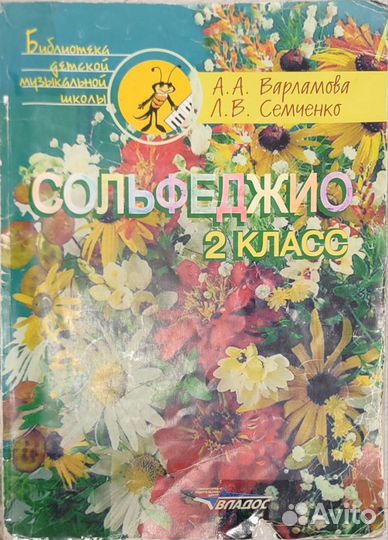 Библиотека
детской
музыкальной
школы
А. А. Варламова
Л. В. Семченко
СОЛЬФЕДЖИО
2 КЛАСС
ВЛАДОС
Avito